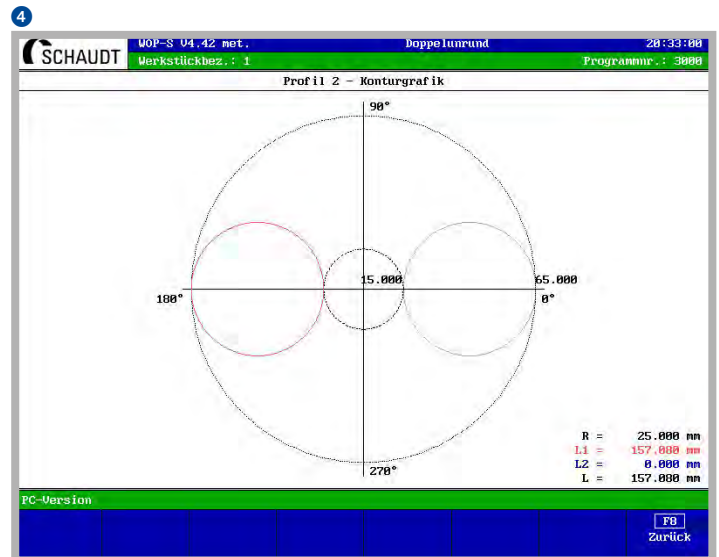 4
SCHAUDT
WOP-S V4.42 met. Doppelunrund 20:33:00
Werkstückbez.: 1 Programmnr.: 3000
Profil 2 - Konturgrafik
90°
15.000 65.000
180° 0°
270°
R = 25.000 mm
L1 = 157.080 mm
L2 = 0.000 mm
L = 157.080 mm
PC-Version
F8
Zurück